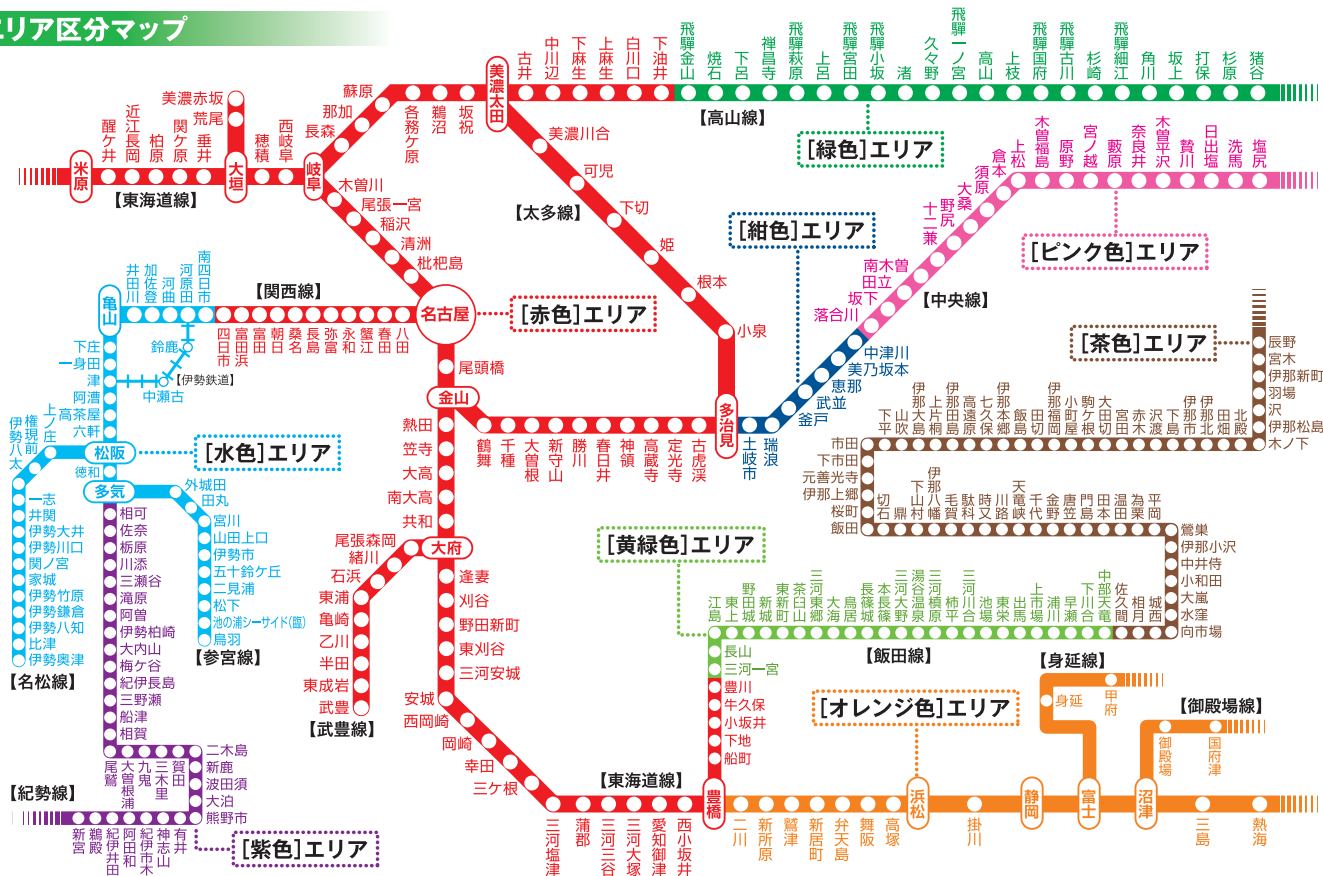 エリア区分マップ
美濃赤坂
荒尾
醒ケ井
近江長岡
柏原
関ケ原
垂井
穂積
西岐阜
米原
大垣
岐阜
【東海道線】
長森
那加
蘇原
各務ケ原
鵜沼
坂祝
美濃太田
古井
中川辺
下麻生
上麻生
白川口
下油井
飛驒金山
焼石
下呂
禅昌寺
飛驒萩原
上呂
飛驒宮田
飛驒小坂
渚
久々野
飛驒一ノ宮
高山
上枝
飛驒国府
飛驒古川
杉崎
飛驒細江
角川
坂上
打保
杉原
猪谷
【高山線】
[緑色]エリア
木曽川
尾張一宮
稲沢
清洲
枇杷島
名古屋
[赤色]エリア
【太多線】
美濃川合
可児
下切
姫
根本
小泉
多治見
[紺色]エリア
土岐市
瑞浪
釜戸
武並
恵那
美乃坂本
中津川
【中央線】
落合川
坂下
田立
南木曽
十二兼
野尻
大桑
須原
倉本
上松
木曽福島
原野
宮ノ越
藪原
奈良井
木曽平沢
贄川
日出塩
洗馬
塩尻
[ピンク色]エリア
亀山
井田川
加佐登
河曲
河原田
南四日市
【関西線】
四日市
富田浜
富田
朝日
桑名
長島
弥富
永和
蟹江
春田
八田
鈴鹿
【伊勢鉄道】
中瀬古
下庄
一身田
津
阿漕
高茶屋
六軒
松阪
徳和
多気
上ノ庄
権現前
伊勢八太
一志
井関
伊勢大井
伊勢川口
関ノ宮
家城
伊勢竹原
伊勢鎌倉
伊勢八知
比津
伊勢奥津
【名松線】
[水色]エリア
外城田
田丸
宮川
山田上口
伊勢市
五十鈴ケ丘
二見浦
松下
池の浦シーサイド(臨)
鳥羽
【参宮線】
相可
佐奈
栃原
川添
三瀬谷
滝原
阿曽
伊勢柏崎
大内山
梅ケ谷
紀伊長島
三野瀬
船津
相賀
尾鷲
大曽根浦
九鬼
三木里
賀田
二木島
新鹿
波田須
大泊
熊野市
【紀勢線】
新宮
鵜殿
紀伊井田
阿田和
紀伊市木
神志山
有井
[紫色]エリア
尾頭橋
金山
鶴舞
千種
大曽根
新守山
勝川
春日井
神領
高蔵寺
定光寺
古虎渓
熱田
笠寺
大高
南大高
共和
大府
尾張森岡
緒川
石浜
東浦
亀崎
乙川
半田
東成岩
武豊
【武豊線】
逢妻
刈谷
野田新町
東刈谷
三河安城
安城
西岡崎
岡崎
幸田
三ケ根
三河塩津
蒲郡
三河三谷
三河大塚
愛知御津
西小坂井
【東海道線】
豊橋
二川
新所原
鷲津
新居町
弁天島
舞阪
高塚
浜松
掛川
静岡
富士
沼津
三島
熱海
[オレンジ色]エリア
【身延線】
身延
甲府
【御殿場線】
御殿場
国府津
船町
下地
小坂井
牛久保
豊川
三河一宮
長山
[黄緑色]エリア
江島
東上
野田城
新城
東新町
茶臼山
三河東郷
大海
鳥居
長篠城
本長篠
三河大野
湯谷温泉
三河槙原
柿平
三河川合
池場
東栄
出馬
上市場
浦川
早瀬
下川合
中部天竜
佐久間
相月
城西
向市場
水窪
大嵐
小和田
中井侍
伊那小沢
鶯巣
平岡
為栗
温田
田本
門島
唐笠
金野
千代
天竜峡
川路
時又
駄科
毛賀
伊那八幡
下山村
鼎
切石
飯田
桜町
伊那上郷
元善光寺
下市田
市田
下平
山吹
伊那大島
上片桐
伊那田島
高遠原
七久保
伊那本郷
飯島
田切
伊那福岡
小町屋
駒ケ根
大田切
宮田
赤木
沢渡
下島
伊那市
伊那北
田畑
北殿
木ノ下
伊那松島
沢
羽場
伊那新町
宮木
辰野
【飯田線】
[茶色]エリア